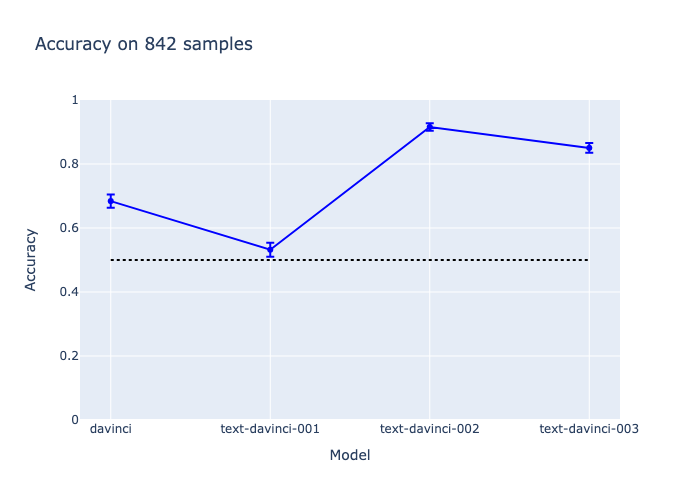 Accuracy on 842 samples
1
0.8
0.6
0.4
0.2
0
Accuracy
davinci
text-davinci-001
text-davinci-002
text-davinci-003
Model